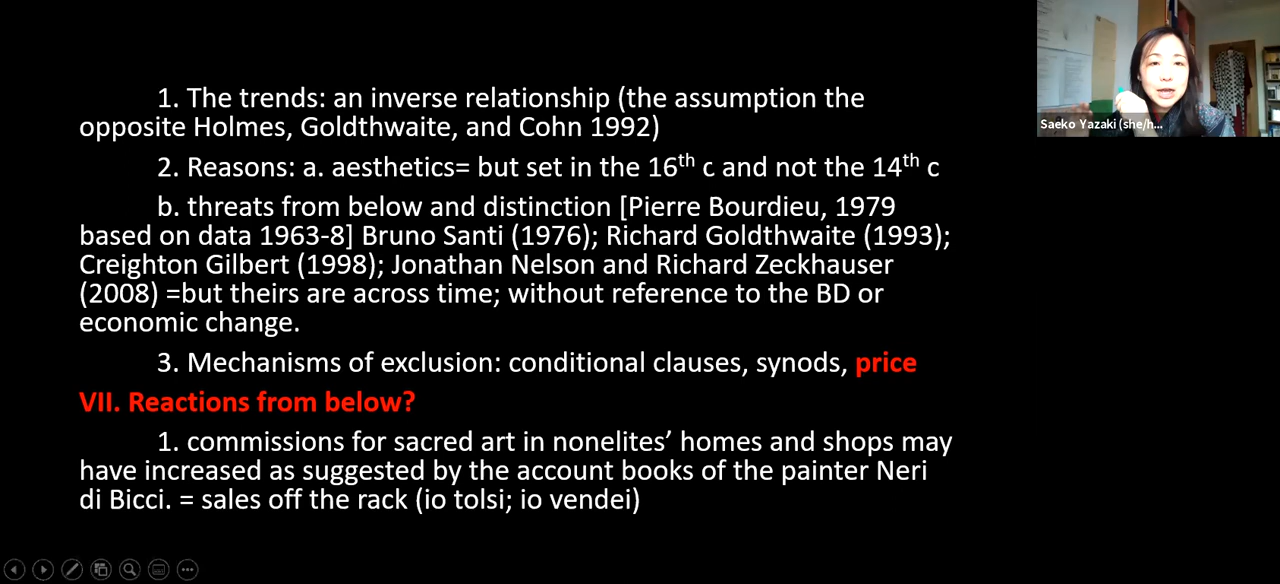 1. The trends: an inverse relationship (the assumption the
opposite Holmes, Goldthwaite, and Cohn 1992)
2. Reasons: a. aesthetics= but set in the 16th c and not the 14th c
b. threats from below and distinction [Pierre Bourdieu, 1979
based on data 1963-8] Bruno Santi (1976); Richard Goldthwaite (1993);
Creighton Gilbert (1998); Jonathan Nelson and Richard Zeckhauser
(2008) =but theirs are across time; without reference to the BD or
economic change.
3. Mechanisms of exclusion: conditional clauses, synods, price
VII. Reactions from below?
1. commissions for sacred art in nonelites’ homes and shops may
have increased as suggested by the account books of the painter Neri
di Bicci. = sales off the rack (io tolsi; io vendei)
Saeko Yazaki (she/h...